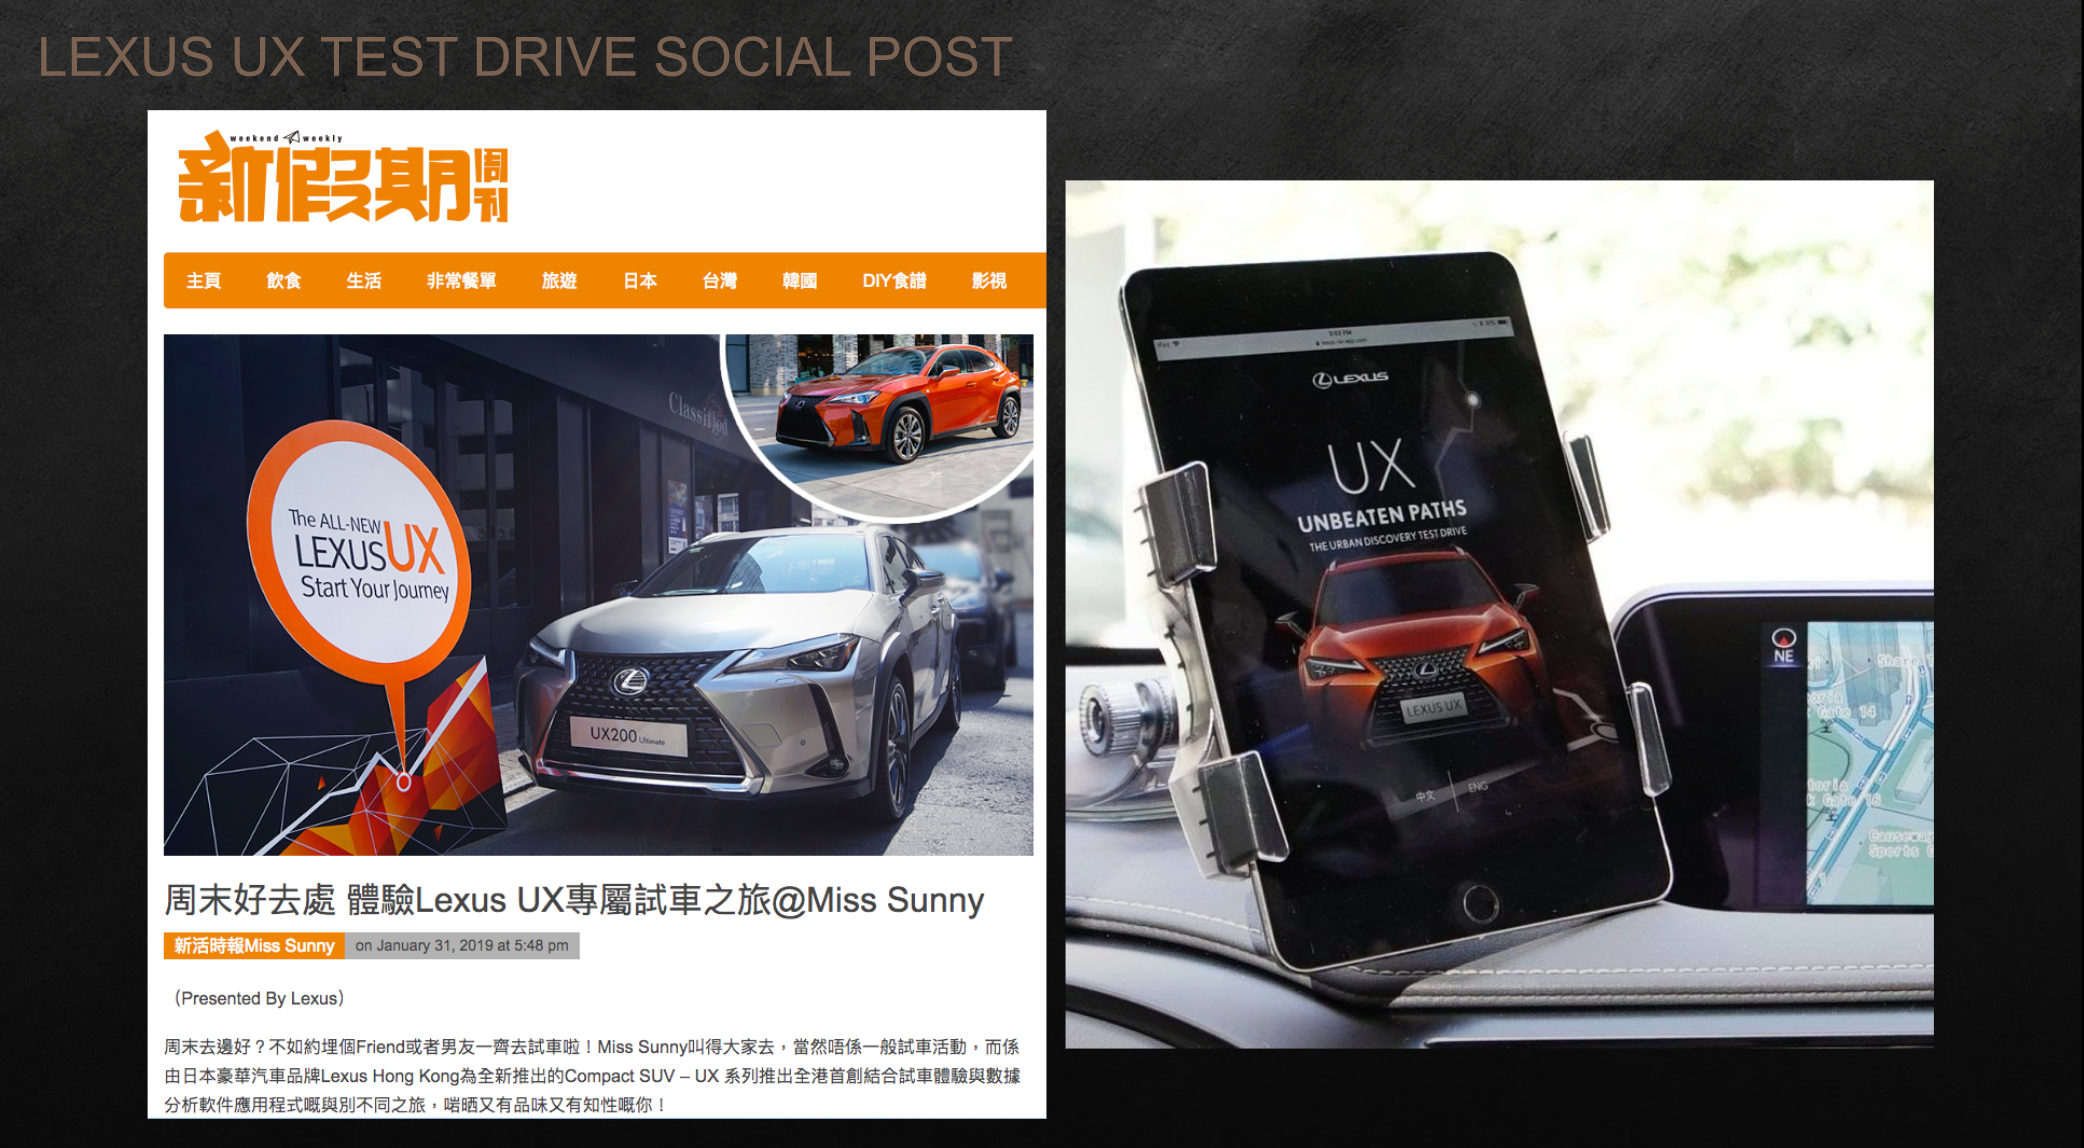 LEXUS UX TEST DRIVE SOCIAL POST
weekend weekly
新假期周刊
主頁 飲食 生活 非常餐單 旅遊 日本 台灣 韓國 DIY食譜 影視
Classified
The ALL-NEW
LEXUS UX
Start Your Journey
UX200 Ultimate
周末好去處 體驗Lexus UX專屬試車之旅@Miss Sunny
新活時報Miss Sunny on January 31, 2019 at 5:48 pm
（Presented By Lexus）
周末去邊好？不如約埋個Friend或者男友一齊去試車啦！Miss Sunny叫得大家去，當然唔係一般試車活動，而係
由日本豪華汽車品牌Lexus Hong Kong為全新推出的Compact SUV – UX 系列推出全港首創結合試車體驗與數據
分析軟件應用程式嘅與別不同之旅，啱晒又有品味又有知性嘅你！
iPad
5:03 PM
LEXUS
UX
UNBEATEN PATHS
THE URBAN DISCOVERY TEST DRIVE
LEXUS UX
中文 ENG
NE
Gate 14
Gate 16